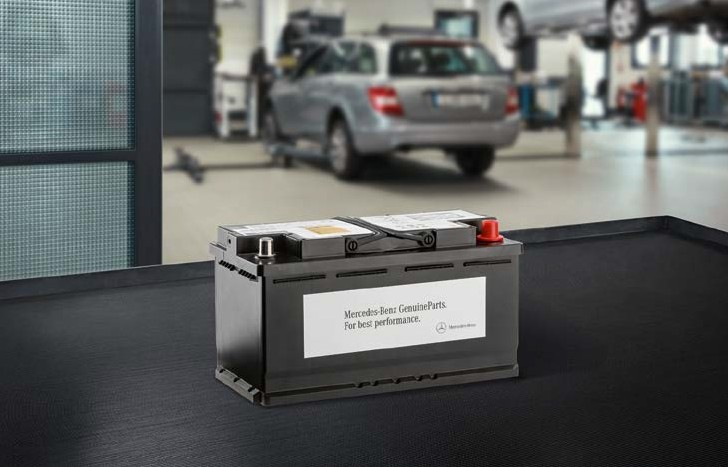 Mercedes-Benz GenuineParts.
For best performance.
Mercedes-Benz